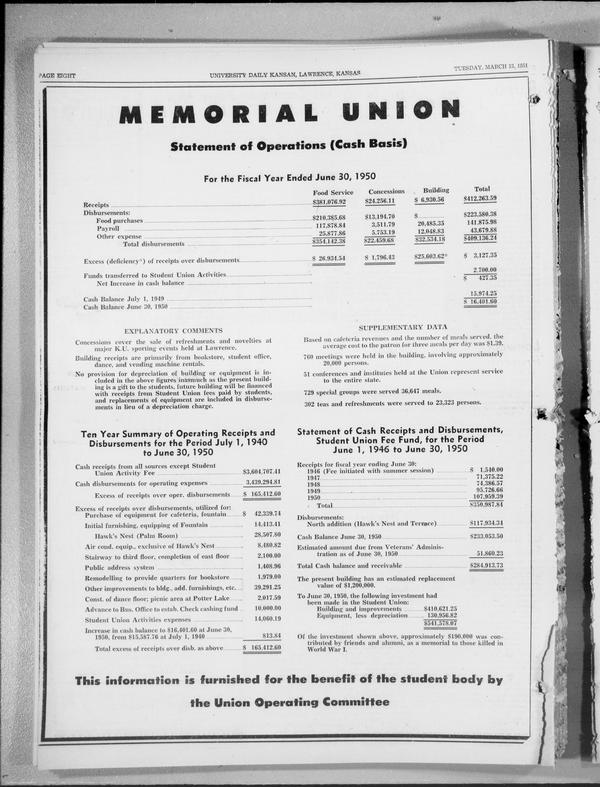 PAGE EIGHT UNIVERSITY DAILY KANSAN, LAWRENCE, KANSAS TUESDAY, MARCH 13, 1951
MEMORIAL UNION
Statement of Operations (Cash Basis)
For the Fiscal Year Ended June 30, 1950
Food Service Concessions Building Total
Receipts $381,076.92 $24,256.11 $ 6,930.56 $412,263.59
Disbursements:
Food purchases $210,385.68 $13,194.70 $ $223,580.38
Payroll 117,878.84 3,511.79 20,485.35 141,875.98
Other expense 25,877.86 5,753.19 12,048.83 43,679.88
Total disbursements $354,142.38 $22,459.68 $32,534.18 $409,136.24
Excess (deficiency*) of receipts over disbursements $ 26,934.54 $ 1,796.43 $25,603.62* $ 3,127.35
Funds transferred to Student Union Activities 2,700.00
Net Increase in cash balance $ 427.35
Cash Balance July 1, 1949 15,974.25
Cash Balance June 30, 1950 $ 16,401.60
EXPLANATORY COMMENTS
Concessions cover the sale of refreshments and novelties at
major K.U. sporting events held at Lawrence.
Building receipts are primarily from bookstore, student office,
dance, and vending machine rentals.
No provision for depreciation of building or equipment is in-
cluded in the above figures inasmuch as the present build-
ing is a gift to the students, future building will be financed
with receipts from Student Union fees paid by students,
and replacements of equipment are included in disburse-
ments in lieu of a depreciation charge.
SUPPLEMENTARY DATA
Based on cafeteria revenues and the number of meals served, the
average cost to the patron for three meals per day was $1.39.
760 meetings were held in the building, involving approximately
20,000 persons.
51 conferences and institutes held at the Union represent service
to the entire state.
729 special groups were served 36,647 meals.
302 teas and refreshments were served to 23,323 persons.
Ten Year Summary of Operating Receipts and
Disbursements for the Period July 1, 1940
to June 30, 1950
Cash receipts from all sources except Student
Union Activity Fee $3,604,707.41
Cash disbursements for operating expenses 3,439,294.81
Excess of receipts over oper. disbursements $ 165,412.60
Excess of receipts over disbursements, utilized for:
Purchase of equipment for cafeteria, fountain $ 42,339.74
Initial furnishing, equipping of Fountain 14,413.41
Hawk's Nest (Palm Room) 28,507.80
Air cond. equip., exclusive of Hawk's Nest 8,480.82
Stairway to third floor, completion of east floor 2,100.00
Public address system 1,408.96
Remodelling to provide quarters for bookstore 1,979.00
Other improvements to bldg., add. furnishings, etc. 39,291.25
Const. of dance floor; picnic area at Potter Lake 2,017.59
Advance to Bus. Office to estab. Check cashing fund 10,000.00
Student Union Activities expenses 14,060.19
Increase in cash balance to $16,401.60 at June 30,
1950, from $15,587.76 at July 1, 1940 813.84
Total excess of receipts over disb. as above $ 165,412.60
Statement of Cash Receipts and Disbursements,
Student Union Fee Fund, for the Period
June 1, 1946 to June 30, 1950
Receipts for fiscal year ending June 30:
1946 (Fee initiated with summer session) $ 1,540.00
1947 71,375.22
1948 74,386.57
1949 95,726.66
1950 107,959.39
Total $350,987.84
Disbursements:
North addition (Hawk's Nest and Terrace) $117,934.34
Cash Balance June 30, 1950 $233,053.50
Estimated amount due from Veterans' Adminis-
tration as of June 30, 1950 51,860.23
Total Cash balance and receivable $284,913.73
The present building has an estimated replacement
value of $1,200,000.
To June 30, 1950, the following investment had
been made in the Student Union:
Building and improvements $410,621.25
Equipment, less depreciation 130,956.82
$541,578.07
Of the investment shown above, approximately $190,000 was con-
tributed by friends and alumni, as a memorial to those killed in
World War I.
This information is furnished for the benefit of the student body by
the Union Operating Committee